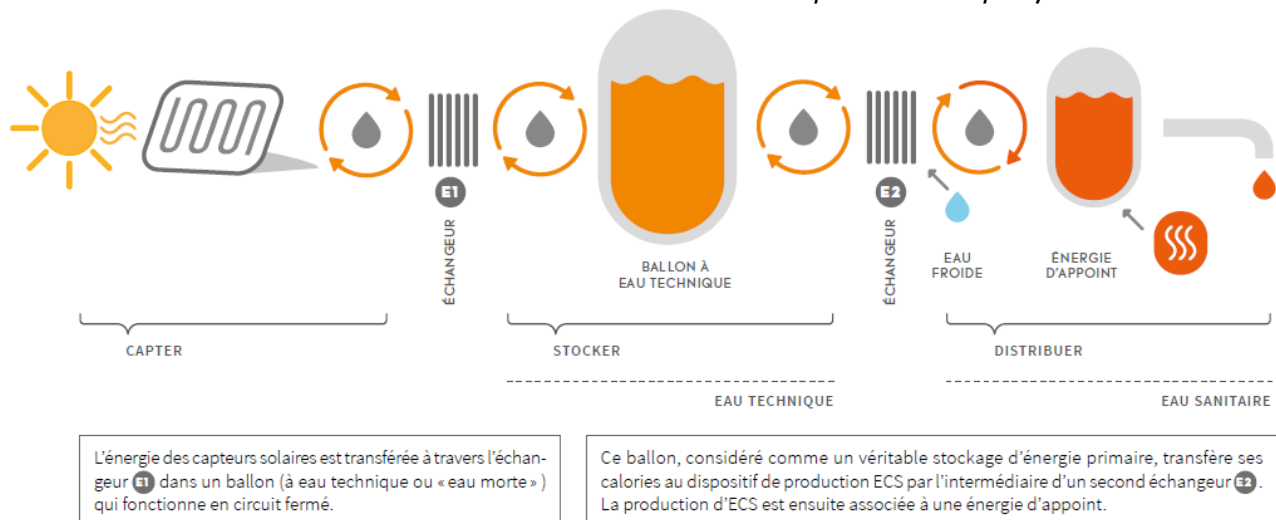 E1
E2
ÉCHANGEUR
ÉCHANGEUR
BALLON À
EAU TECHNIQUE
EAU
FROIDE
ÉNERGIE
D'APPOINT
CAPTER
STOCKER
DISTRIBUER
EAU TECHNIQUE
EAU SANITAIRE
L'énergie des capteurs solaires est transférée à travers l'échan-
geur E1 dans un ballon (à eau technique ou « eau morte » )
qui fonctionne en circuit fermé.
Ce ballon, considéré comme un véritable stockage d'énergie primaire, transfère ses
calories au dispositif de production ECS par l'intermédiaire d'un second échangeur E2.
La production d'ECS est ensuite associée à une énergie d'appoint.